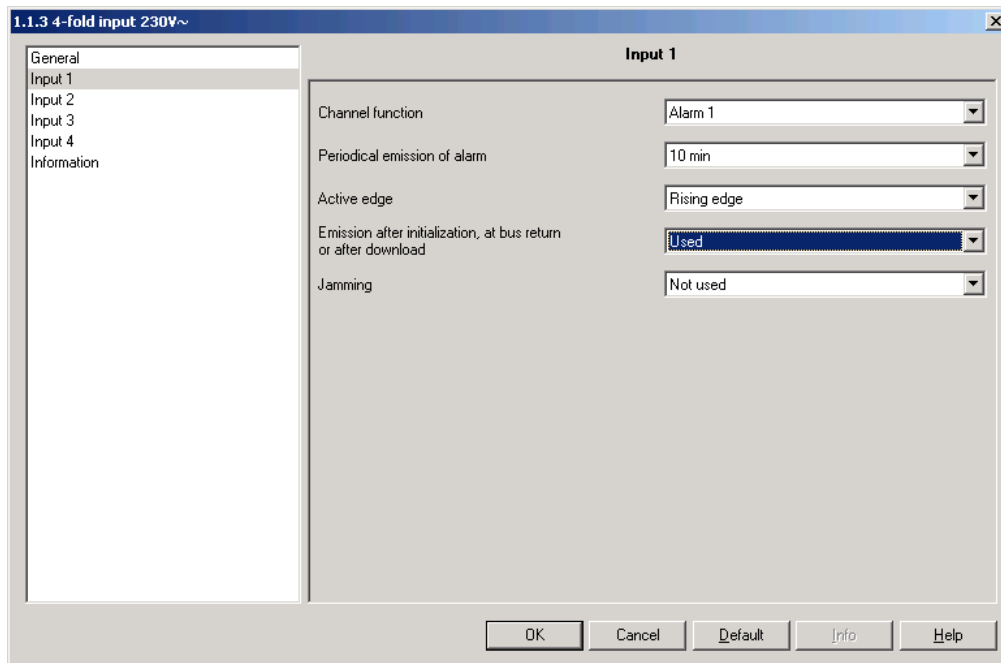 1.1.3 4-fold input 230V~
General
Input 1
Input 2
Input 3
Input 4
Information
Input 1
Channel function
Alarm 1
Periodical emission of alarm
10 min
Active edge
Rising edge
Emission after initialization, at bus return
or after download
Used
Jamming
Not used
OK
Cancel
Default
Info
Help